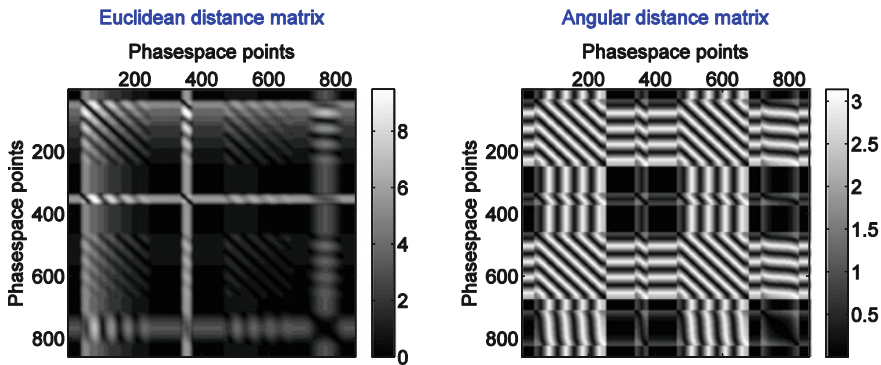 Euclidean distance matrix
Phasespace points
200 400 600 800
Phasespace points
200
400
600
800
8
6
4
2
0
Angular distance matrix
Phasespace points
200 400 600 800
Phasespace points
200
400
600
800
3
2.5
2
1.5
1
0.5